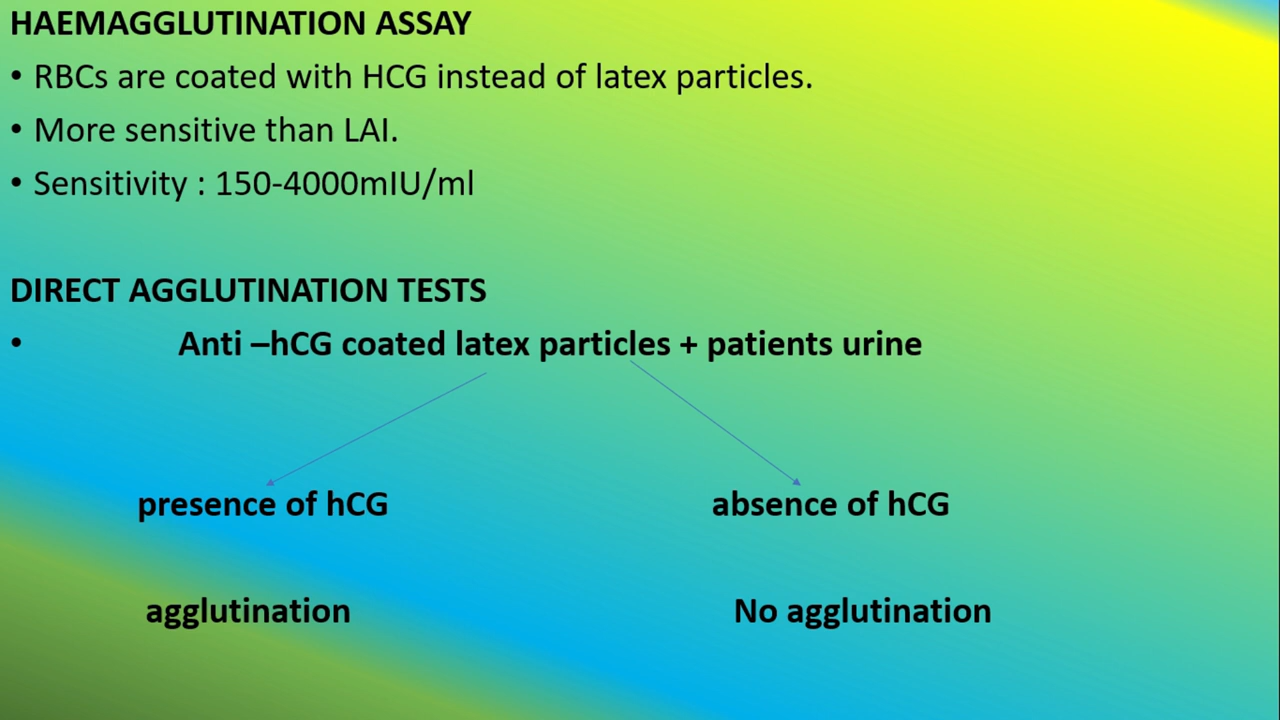 HAEMAGGLUTINATION ASSAY
• RBCs are coated with HCG instead of latex particles.
• More sensitive than LAI.
• Sensitivity : 150-4000mIU/ml
DIRECT AGGLUTINATION TESTS
• Anti –hCG coated latex particles + patients urine
presence of hCG absence of hCG
agglutination No agglutination